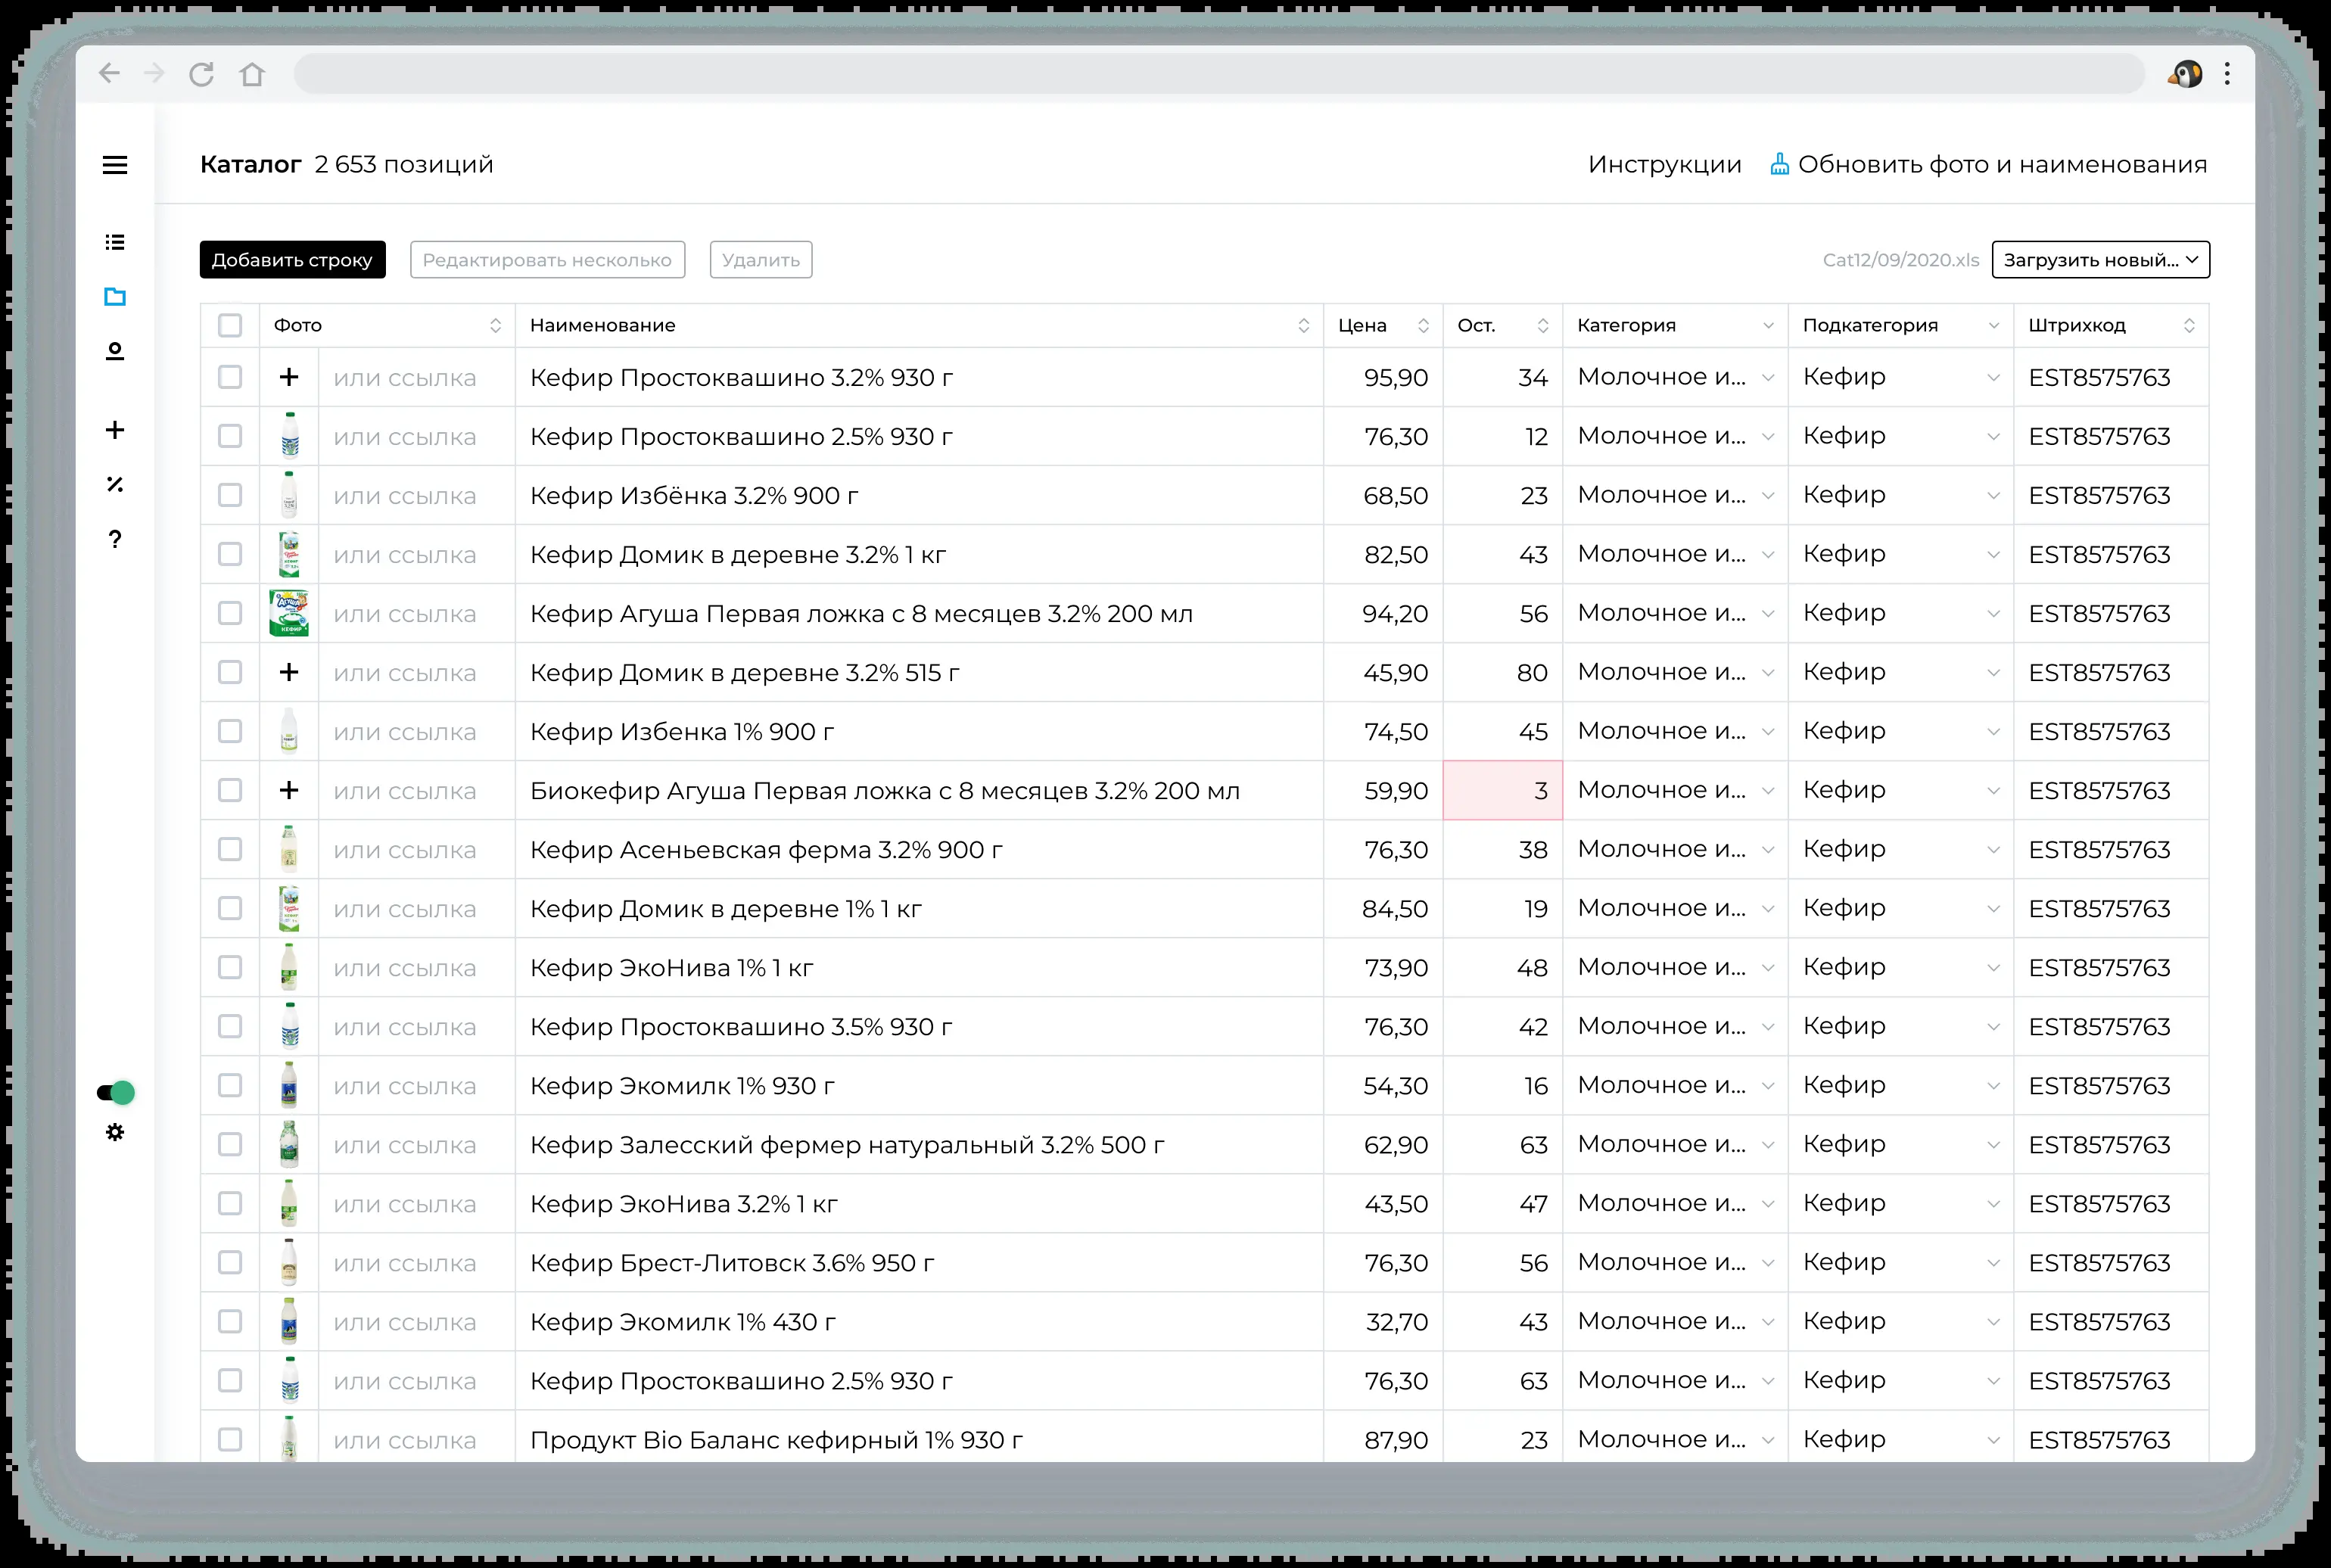 Каталог 2 653 позиций Инструкции Обновить фото и наименования
Добавить строку Редактировать несколько Удалить Cat12/09/2020.xls Загрузить новый...
Фото Наименование Цена Ост. Категория Подкатегория Штрихкод
+ или ссылка Кефир Простоквашино 3.2% 930 г 95,90 34 Молочное и... Кефир EST8575763
или ссылка Кефир Простоквашино 2.5% 930 г 76,30 12 Молочное и... Кефир EST8575763
или ссылка Кефир Избёнка 3.2% 900 г 68,50 23 Молочное и... Кефир EST8575763
или ссылка Кефир Домик в деревне 3.2% 1 кг 82,50 43 Молочное и... Кефир EST8575763
или ссылка Кефир Агуша Первая ложка с 8 месяцев 3.2% 200 мл 94,20 56 Молочное и... Кефир EST8575763
+ или ссылка Кефир Домик в деревне 3.2% 515 г 45,90 80 Молочное и... Кефир EST8575763
или ссылка Кефир Избенка 1% 900 г 74,50 45 Молочное и... Кефир EST8575763
+ или ссылка Биокефир Агуша Первая ложка с 8 месяцев 3.2% 200 мл 59,90 3 Молочное и... Кефир EST8575763
или ссылка Кефир Асеньевская ферма 3.2% 900 г 76,30 38 Молочное и... Кефир EST8575763
или ссылка Кефир Домик в деревне 1% 1 кг 84,50 19 Молочное и... Кефир EST8575763
или ссылка Кефир ЭкоНива 1% 1 кг 73,90 48 Молочное и... Кефир EST8575763
или ссылка Кефир Простоквашино 3.5% 930 г 76,30 42 Молочное и... Кефир EST8575763
или ссылка Кефир Экомилк 1% 930 г 54,30 16 Молочное и... Кефир EST8575763
или ссылка Кефир Залесский фермер натуральный 3.2% 500 г 62,90 63 Молочное и... Кефир EST8575763
или ссылка Кефир ЭкоНива 3.2% 1 кг 43,50 47 Молочное и... Кефир EST8575763
или ссылка Кефир Брест-Литовск 3.6% 950 г 76,30 56 Молочное и... Кефир EST8575763
или ссылка Кефир Экомилк 1% 430 г 32,70 43 Молочное и... Кефир EST8575763
или ссылка Кефир Простоквашино 2.5% 930 г 76,30 63 Молочное и... Кефир EST8575763
или ссылка Продукт Bio Баланс кефирный 1% 930 г 87,90 23 Молочное и... Кефир EST8575763